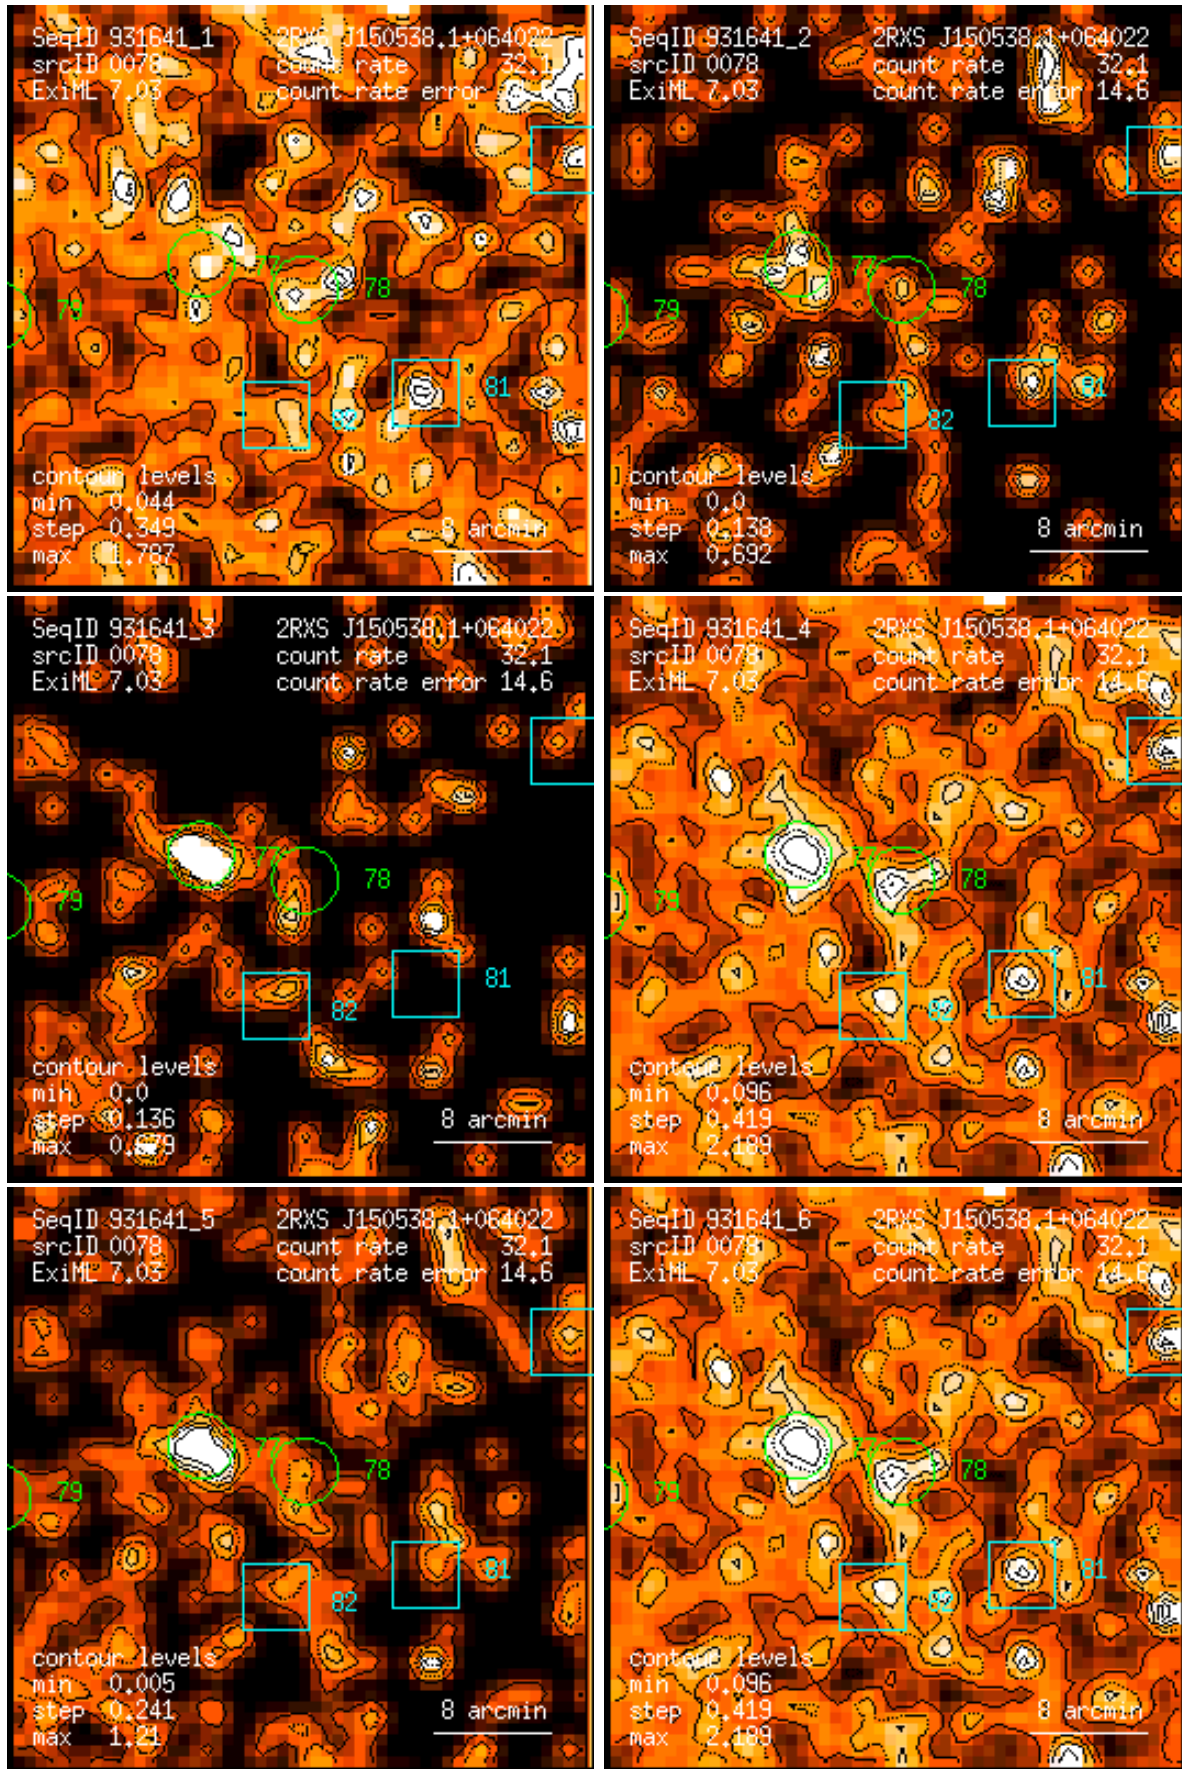 SeqID 931641_1 2RXS J150538.1+064022
srcID 0078 count rate 32.1
ExiML 7.03 count rate error
77
78
79
81
82
contour levels
min 0.044
step 0.349
max 1.787
8 arcmin
SeqID 931641_2 2RXS J150538.1+064022
srcID 0078 count rate 32.1
ExiML 7.03 count rate error 14.6
77
78
79
81
82
contour levels
min 0.0
step 0.138
max 0.692
8 arcmin
SeqID 931641_3 2RXS J150538.1+064022
srcID 0078 count rate 32.1
ExiML 7.03 count rate error 14.6
77
78
79
81
82
contour levels
min 0.0
step 0.136
max 0.679
8 arcmin
SeqID 931641_4 2RXS J150538.1+064022
srcID 0078 count rate 32.1
ExiML 7.03 count rate error 14.6
77
78
79
81
82
contour levels
min 0.096
step 0.419
max 2.189
8 arcmin
SeqID 931641_5 2RXS J150538.1+064022
srcID 0078 count rate 32.1
ExiML 7.03 count rate error 14.6
77
78
79
81
82
contour levels
min 0.005
step 0.241
max 1.21
8 arcmin
SeqID 931641_6 2RXS J150538.1+064022
srcID 0078 count rate 32.1
ExiML 7.03 count rate error 14.6
77
78
79
81
82
contour levels
min 0.096
step 0.419
max 2.189
8 arcmin